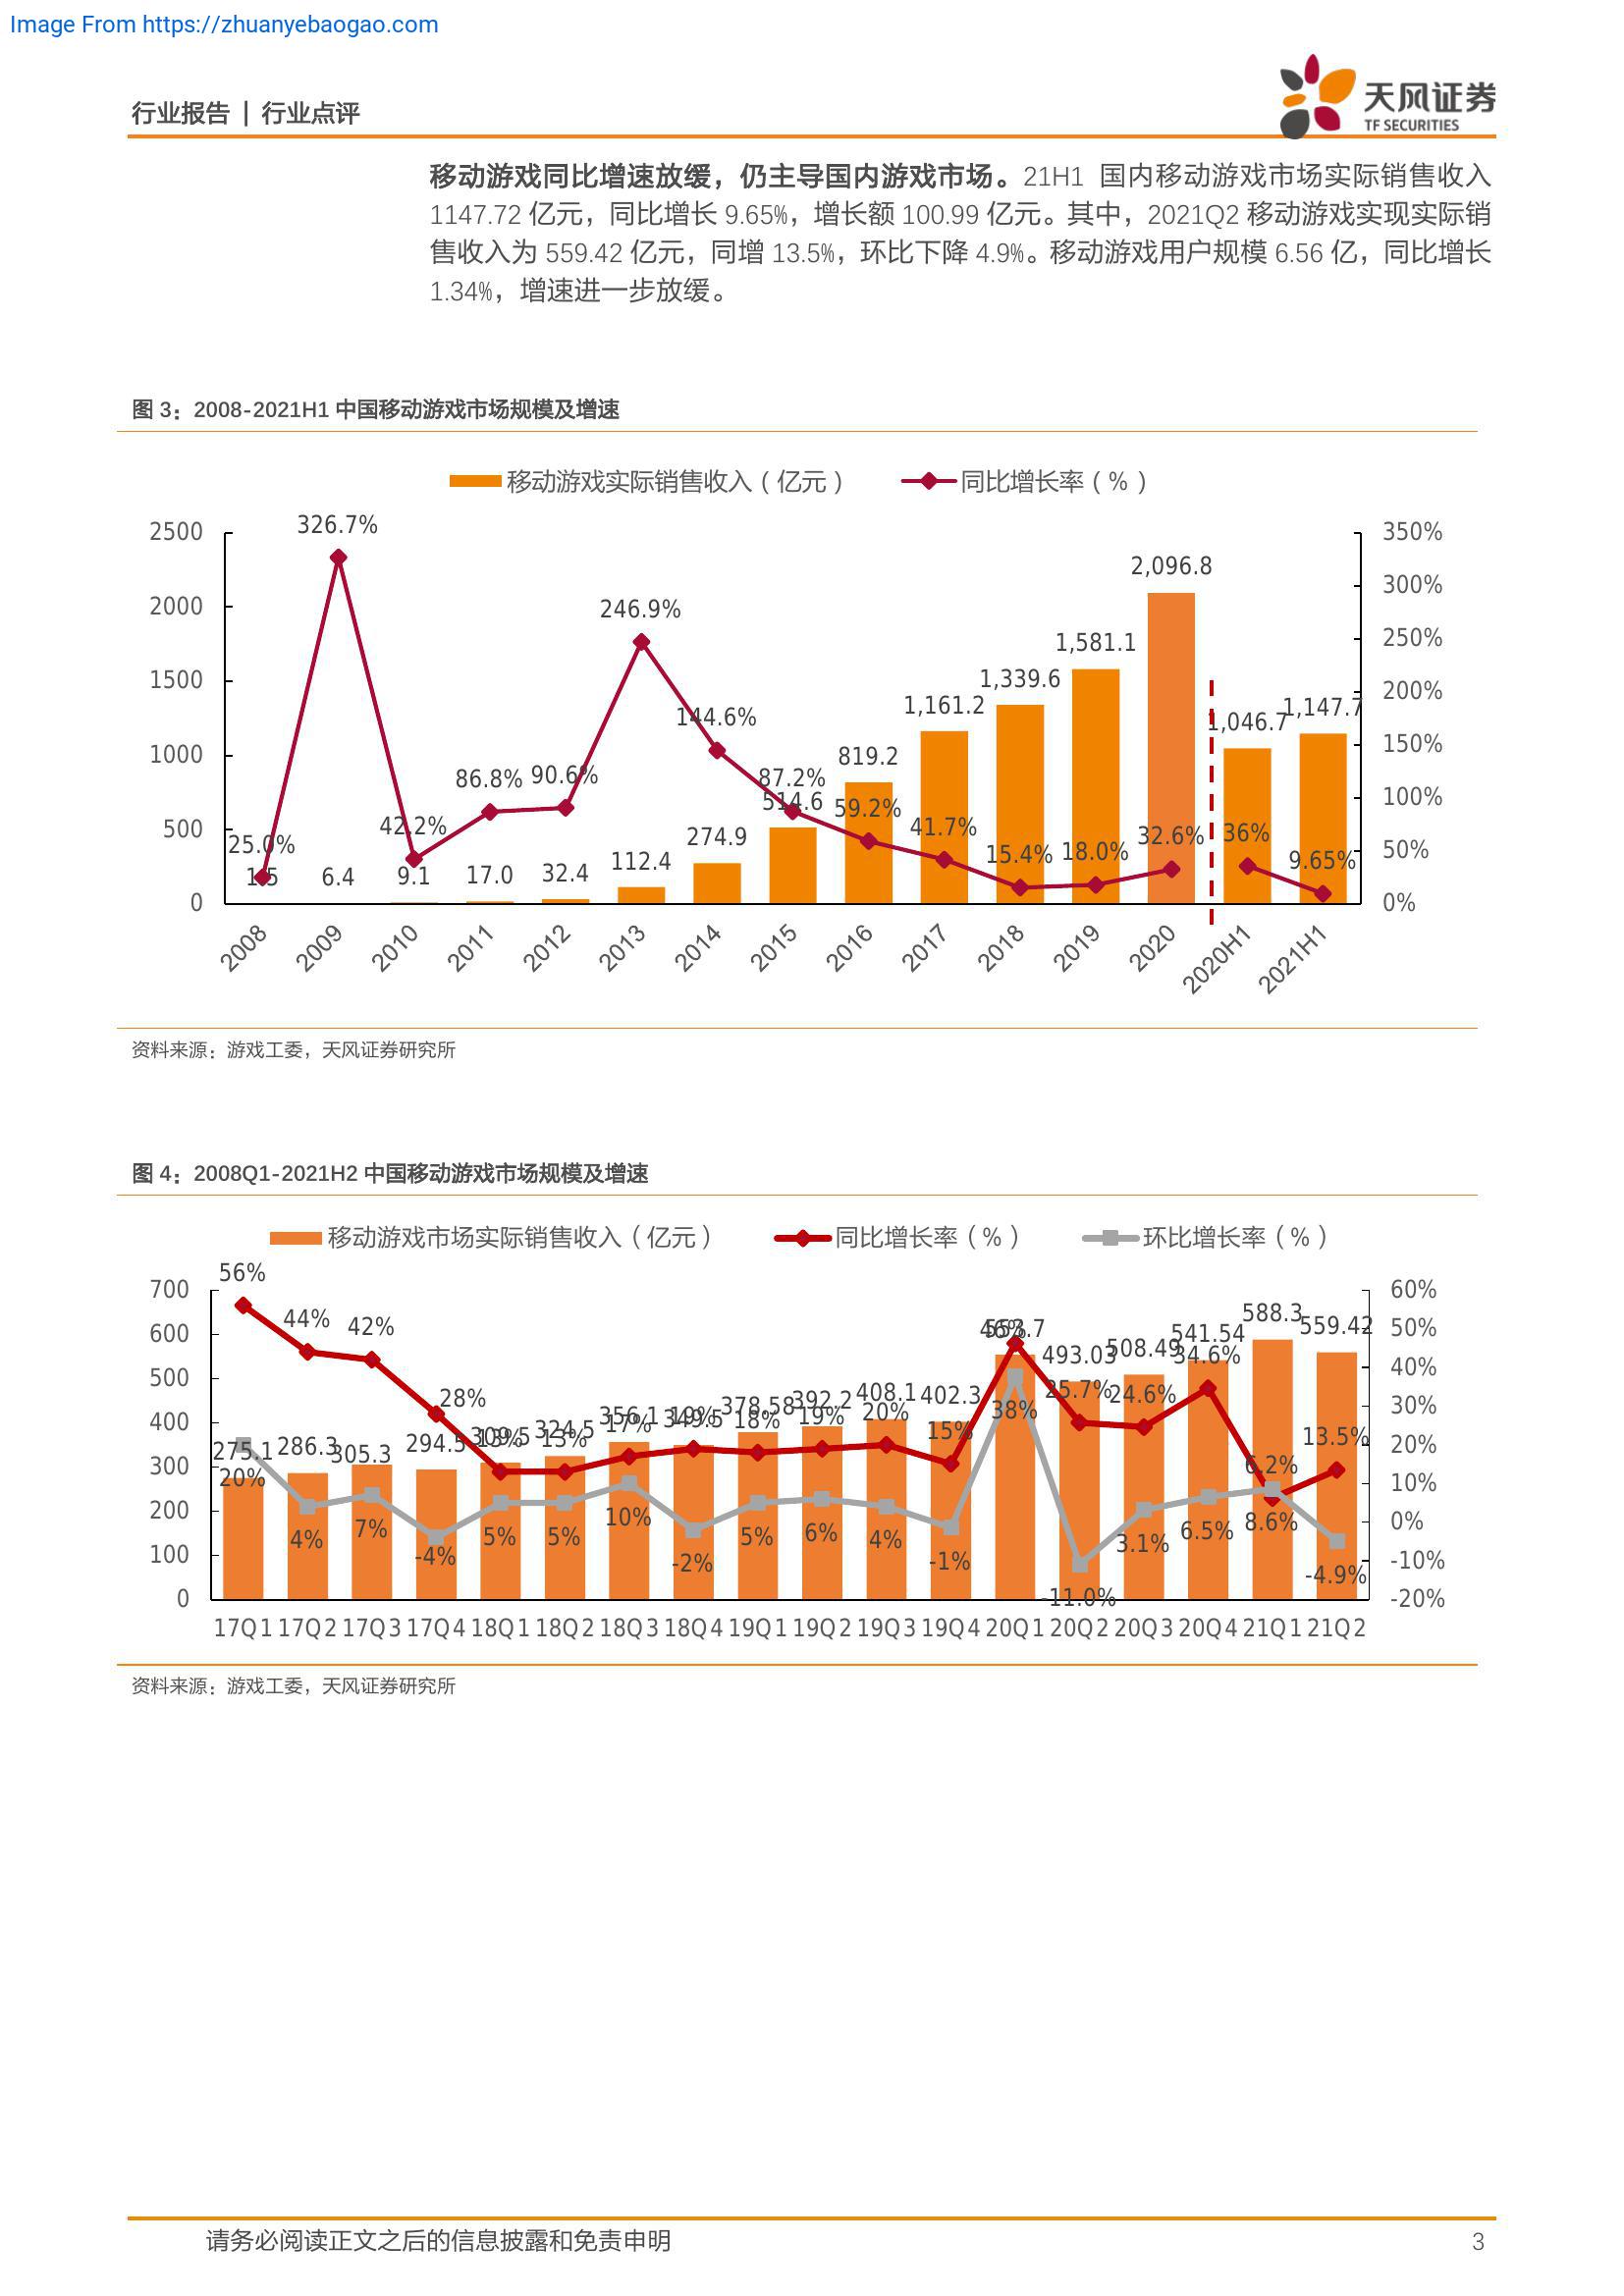 Image From https://zhuanyebaogao.com
行业报告 | 行业点评
天风证券
TF SECURITIES
移动游戏同比增速放缓，仍主导国内游戏市场。21H1 国内移动游戏市场实际销售收入
1147.72 亿元，同比增长 9.65%，增长额 100.99 亿元。其中，2021Q2 移动游戏实现实际销
售收入为 559.42 亿元，同增 13.5%，环比下降 4.9%。移动游戏用户规模 6.56 亿，同比增长
1.34%，增速进一步放缓。
图 3：2008-2021H1 中国移动游戏市场规模及增速
移动游戏实际销售收入（亿元） 同比增长率（%）
2500 2000 1500 1000 500 0
350% 300% 250% 200% 150% 100% 50% 0%
25.0% 326.7% 42.2% 86.8% 90.6% 246.9% 144.6% 87.2% 59.2% 41.7% 15.4% 18.0% 32.6% 36% 9.65%
1.5 6.4 9.1 17.0 32.4 112.4 274.9 514.6 819.2 1,161.2 1,339.6 1,581.1 2,096.8 1,046.7 1,147.7
2008 2009 2010 2011 2012 2013 2014 2015 2016 2017 2018 2019 2020 2020H1 2021H1
资料来源：游戏工委，天风证券研究所
图 4：2008Q1-2021H2 中国移动游戏市场规模及增速
移动游戏市场实际销售收入（亿元） 同比增长率（%） 环比增长率（%）
700 600 500 400 300 200 100 0
60% 50% 40% 30% 20% 10% 0% -10% -20%
56% 44% 42% 28% 13% 13% 17% 19% 18% 19% 20% 15% 46% 25.7% 24.6% 34.6% 6.2% 13.5%
275.1 286.3 305.3 294.5 309.5 324.5 356.1 349.5 378.58 392.2 408.1 402.3 553.7 493.03 508.49 541.54 588.3 559.42
20% 4% 7% -4% 5% 5% 10% -2% 5% 6% 4% -1% 38% -11.0% 3.1% 6.5% 8.6% -4.9%
17Q1 17Q2 17Q3 17Q4 18Q1 18Q2 18Q3 18Q4 19Q1 19Q2 19Q3 19Q4 20Q1 20Q2 20Q3 20Q4 21Q1 21Q2
资料来源：游戏工委，天风证券研究所
请务必阅读正文之后的信息披露和免责申明
3